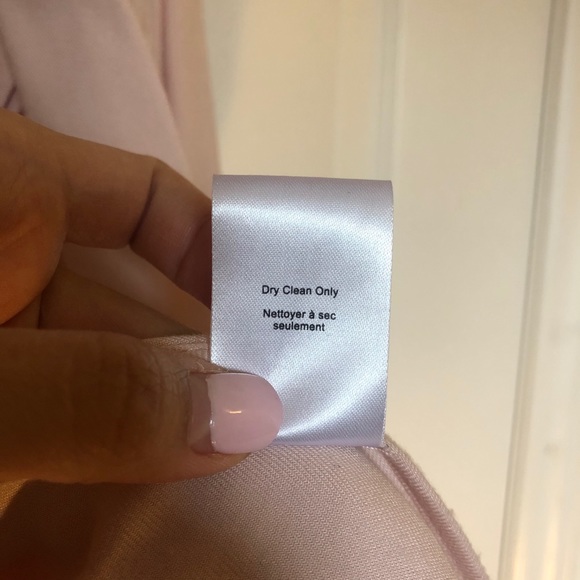 Dry Clean Only
Nettoyer à sec
seulement